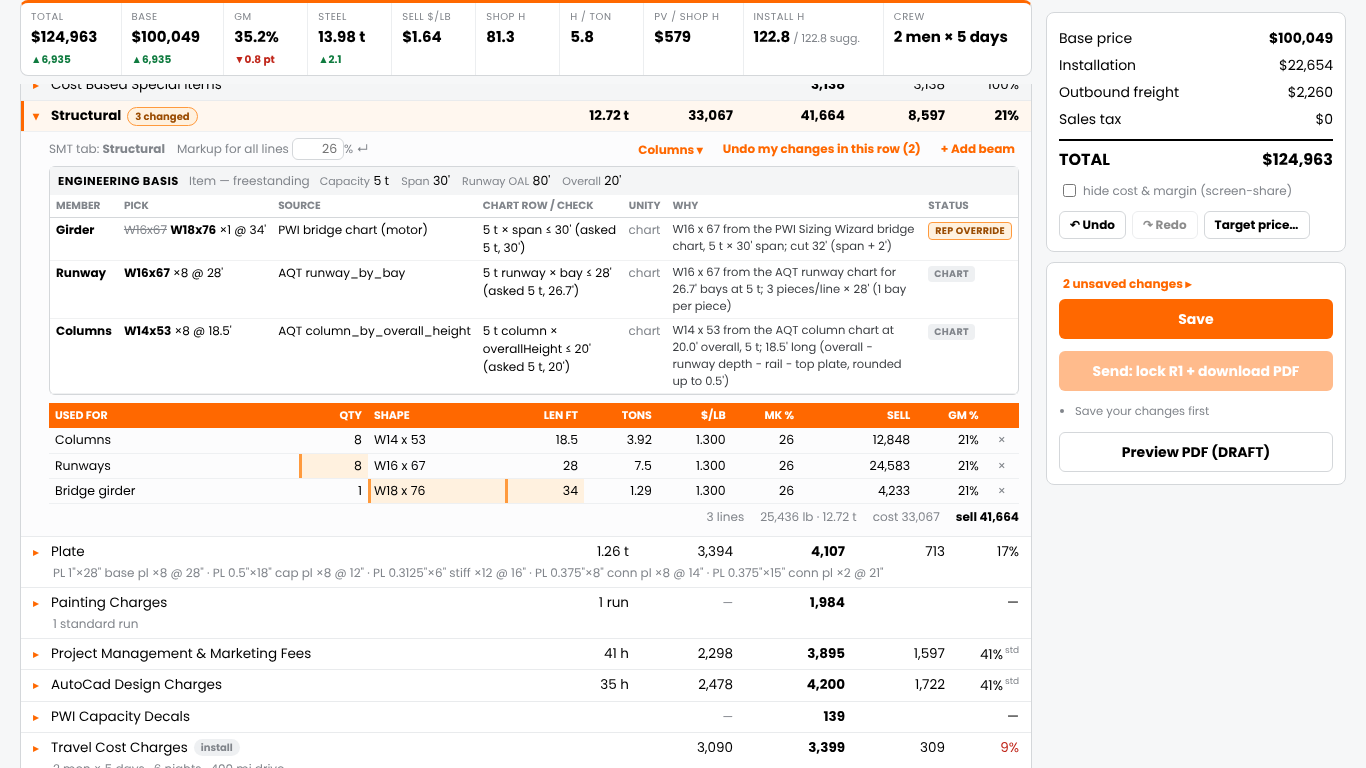 TOTAL BASE GM STEEL SELL $/LB SHOP H H / TON PV / SHOP H INSTALL H CREW
$124,963 $100,049 35.2% 13.98 t $1.64 81.3 5.8 $579 122.8 / 122.8 sugg. 2 men × 5 days
▲6,935 ▲6,935 ▼0.8 pt ▲2.1
Cost Based Special Items 3,138 3,138 100%
▼ Structural 3 changed 12.72 t 33,067 41,664 8,597 21%
SMT tab: Structural Markup for all lines 26 % ↵ Columns ▾ Undo my changes in this row (2) + Add beam
ENGINEERING BASIS Item — freestanding Capacity 5 t Span 30' Runway OAL 80' Overall 20'
MEMBER PICK SOURCE CHART ROW / CHECK UNITY WHY STATUS
Girder W16x67 W18x76 ×1 @ 34' PWI bridge chart (motor) 5 t × span ≤ 30' (asked 5 t, 30') chart W16 x 67 from the PWI Sizing Wizard bridge REP OVERRIDE
chart, 5 t × 30' span; cut 32' (span + 2')
Runway W16x67 ×8 @ 28' AQT runway_by_bay 5 t runway × bay ≤ 28' chart W16 x 67 from the AQT runway chart for CHART
(asked 5 t, 26.7') 26.7' bays at 5 t; 3 pieces/line × 28' (1 bay
per piece)
Columns W14x53 ×8 @ 18.5' AQT column_by_overall_height 5 t column × chart W14 x 53 from the AQT column chart at CHART
overallHeight ≤ 20' 20.0' overall, 5 t; 18.5' long (overall −
(asked 5 t, 20') runway depth − rail − top plate, rounded
up to 0.5')
USED FOR QTY SHAPE LEN FT TONS $/LB MK % SELL GM %
Columns 8 W14 x 53 18.5 3.92 1.300 26 12,848 21% ×
Runways 8 W16 x 67 28 7.5 1.300 26 24,583 21% ×
Bridge girder 1 W18 x 76 34 1.29 1.300 26 4,233 21% ×
3 lines 25,436 lb · 12.72 t cost 33,067 sell 41,664
▸ Plate 1.26 t 3,394 4,107 713 17%
PL 1"×28" base pl ×8 @ 28" · PL 0.5"×18" cap pl ×8 @ 12" · PL 0.3125"×6" stiff ×12 @ 16" · PL 0.375"×8" conn pl ×8 @ 14" · PL 0.375"×15" conn pl ×2 @ 21"
▸ Painting Charges 1 run — 1,984 —
1 standard run
▸ Project Management & Marketing Fees 41 h 2,298 3,895 1,597 41% std
▸ AutoCad Design Charges 35 h 2,478 4,200 1,722 41% std
▸ PWI Capacity Decals — 139 —
▸ Travel Cost Charges install 3,090 3,399 309 9%
Base price $100,049
Installation $22,654
Outbound freight $2,260
Sales tax $0
TOTAL $124,963
hide cost & margin (screen-share)
↶ Undo ↷ Redo Target price...
2 unsaved changes ▸
Save
Send: lock R1 + download PDF
• Save your changes first
Preview PDF (DRAFT)